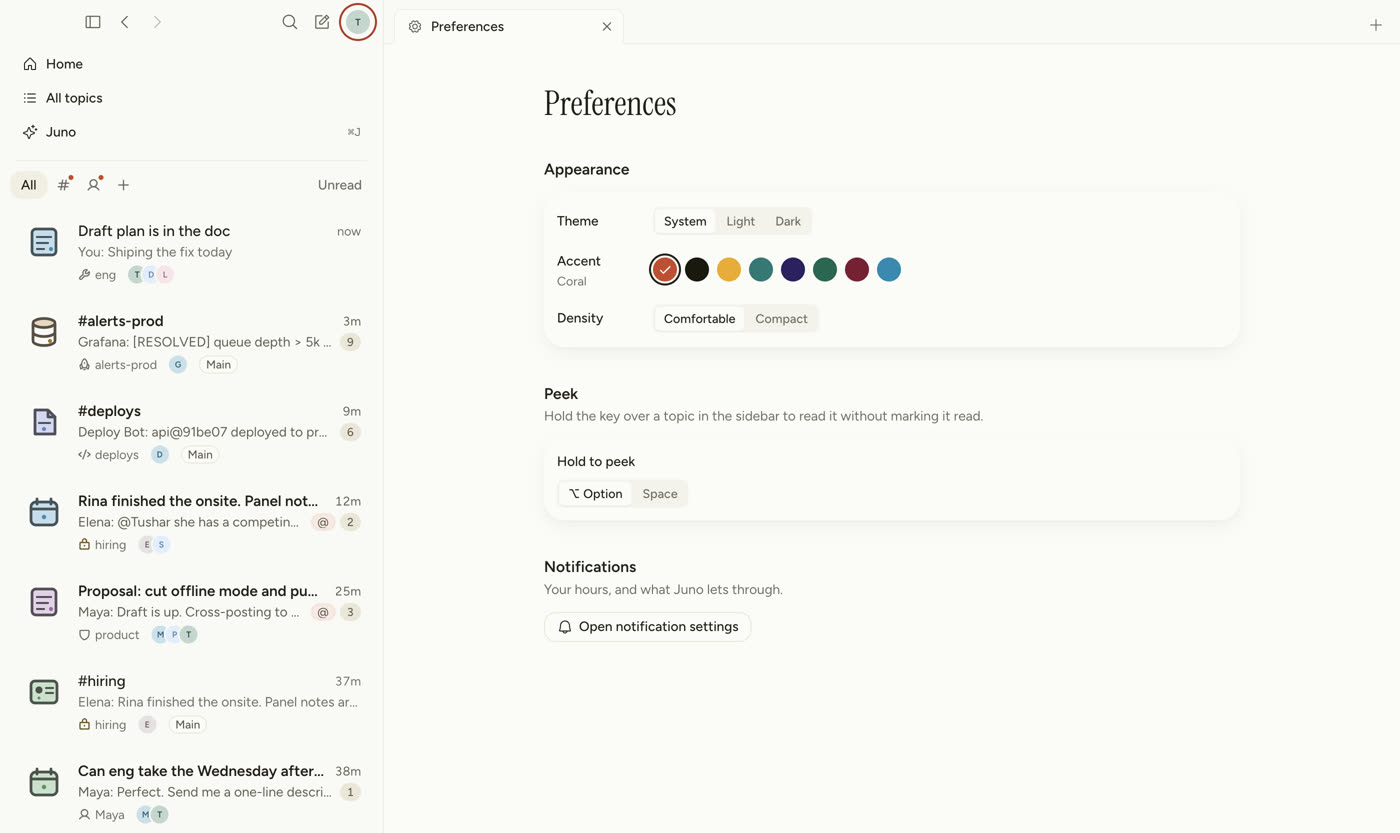 T
Preferences
Home
All topics
Juno ⌘J
All # Unread
Draft plan is in the doc now
You: Shiping the fix today
eng T D L
#alerts-prod 3m
Grafana: [RESOLVED] queue depth > 5k ... 9
alerts-prod G Main
#deploys 9m
Deploy Bot: api@91be07 deployed to pr... 6
deploys D Main
Rina finished the onsite. Panel not... 12m
Elena: @Tushar she has a competin... @ 2
hiring E S
Proposal: cut offline mode and pu... 25m
Maya: Draft is up. Cross-posting to ... @ 3
product M P T
#hiring 37m
Elena: Rina finished the onsite. Panel notes ar...
hiring E Main
Can eng take the Wednesday after... 38m
Maya: Perfect. Send me a one-line descri... 1
Maya M T
Preferences
Appearance
Theme System Light Dark
Accent
Coral
Density Comfortable Compact
Peek
Hold the key over a topic in the sidebar to read it without marking it read.
Hold to peek
⌥ Option Space
Notifications
Your hours, and what Juno lets through.
Open notification settings